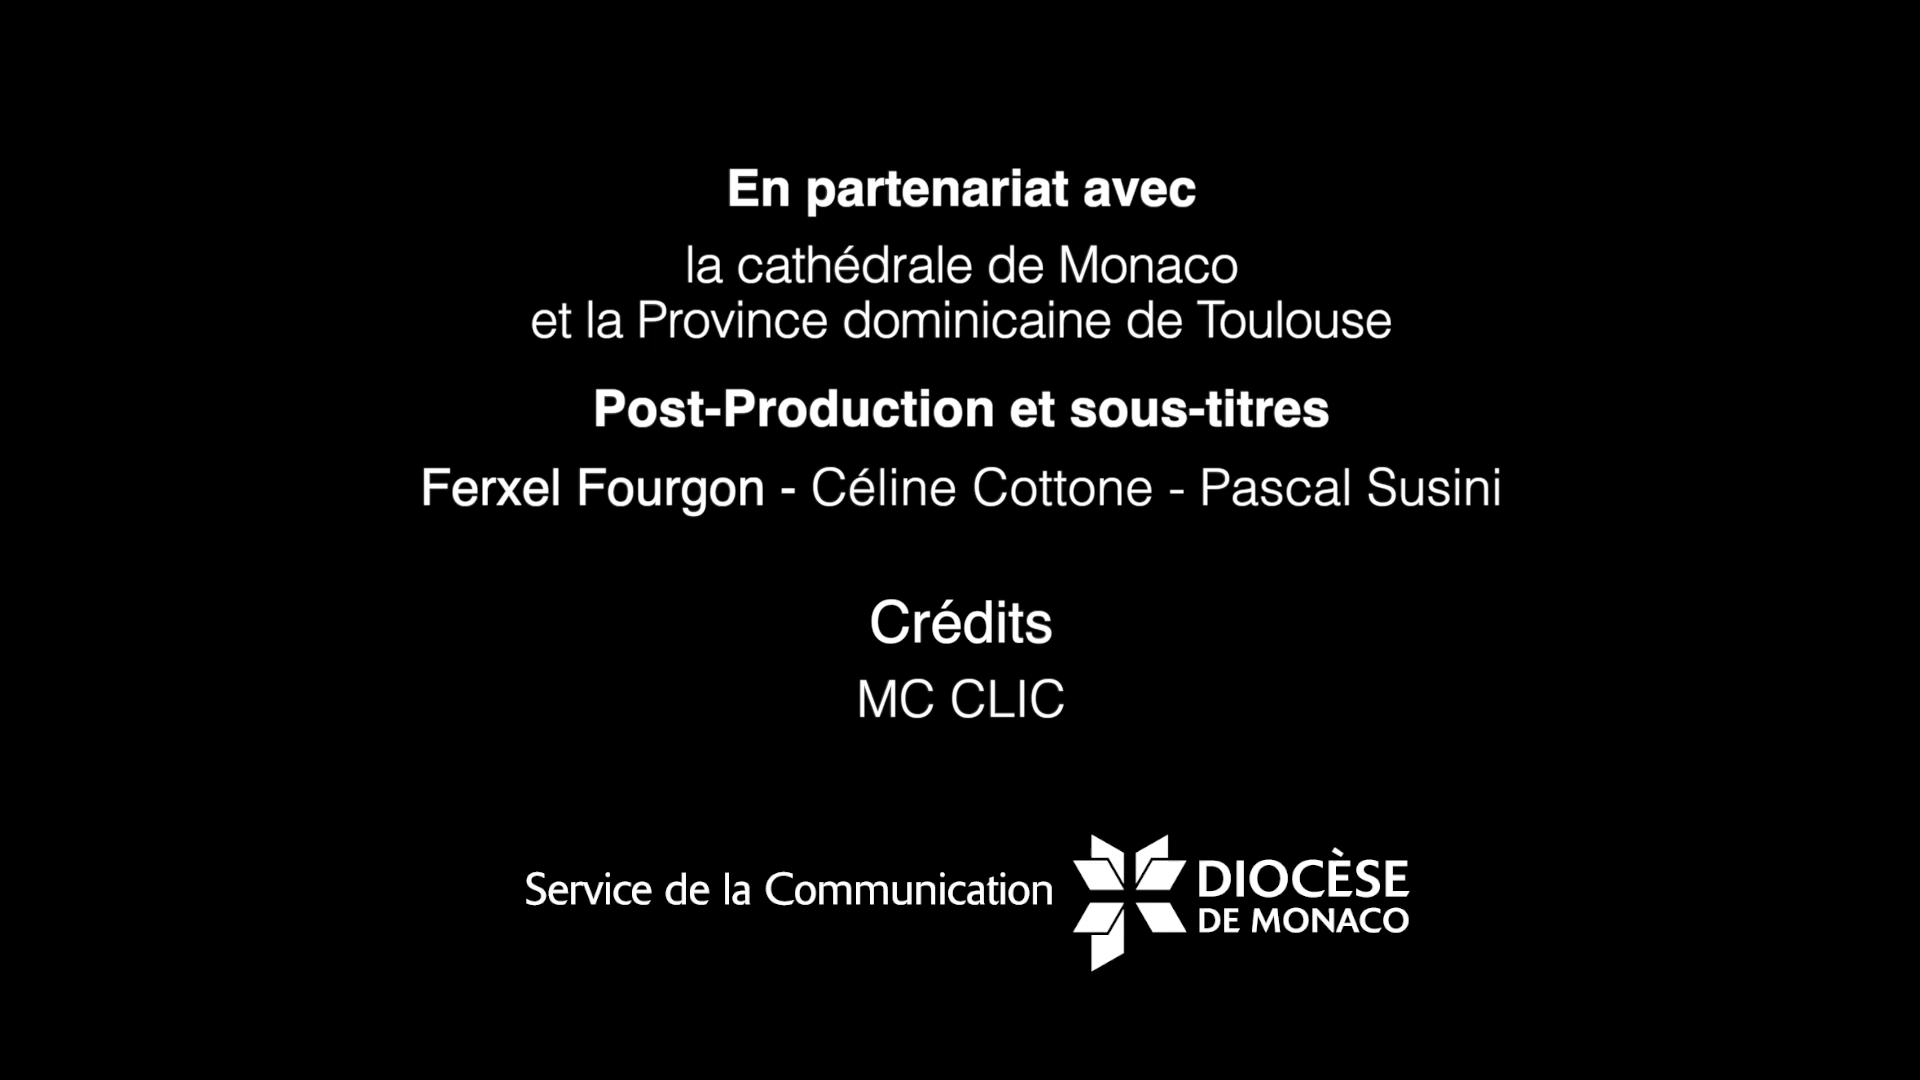 En partenariat avec
la cathédrale de Monaco
et la Province dominicaine de Toulouse
Post-Production et sous-titres
Ferxel Fourgon - Céline Cottone - Pascal Susini
Crédits
MC CLIC
Service de la Communication
DIOCÈSE
DE MONACO